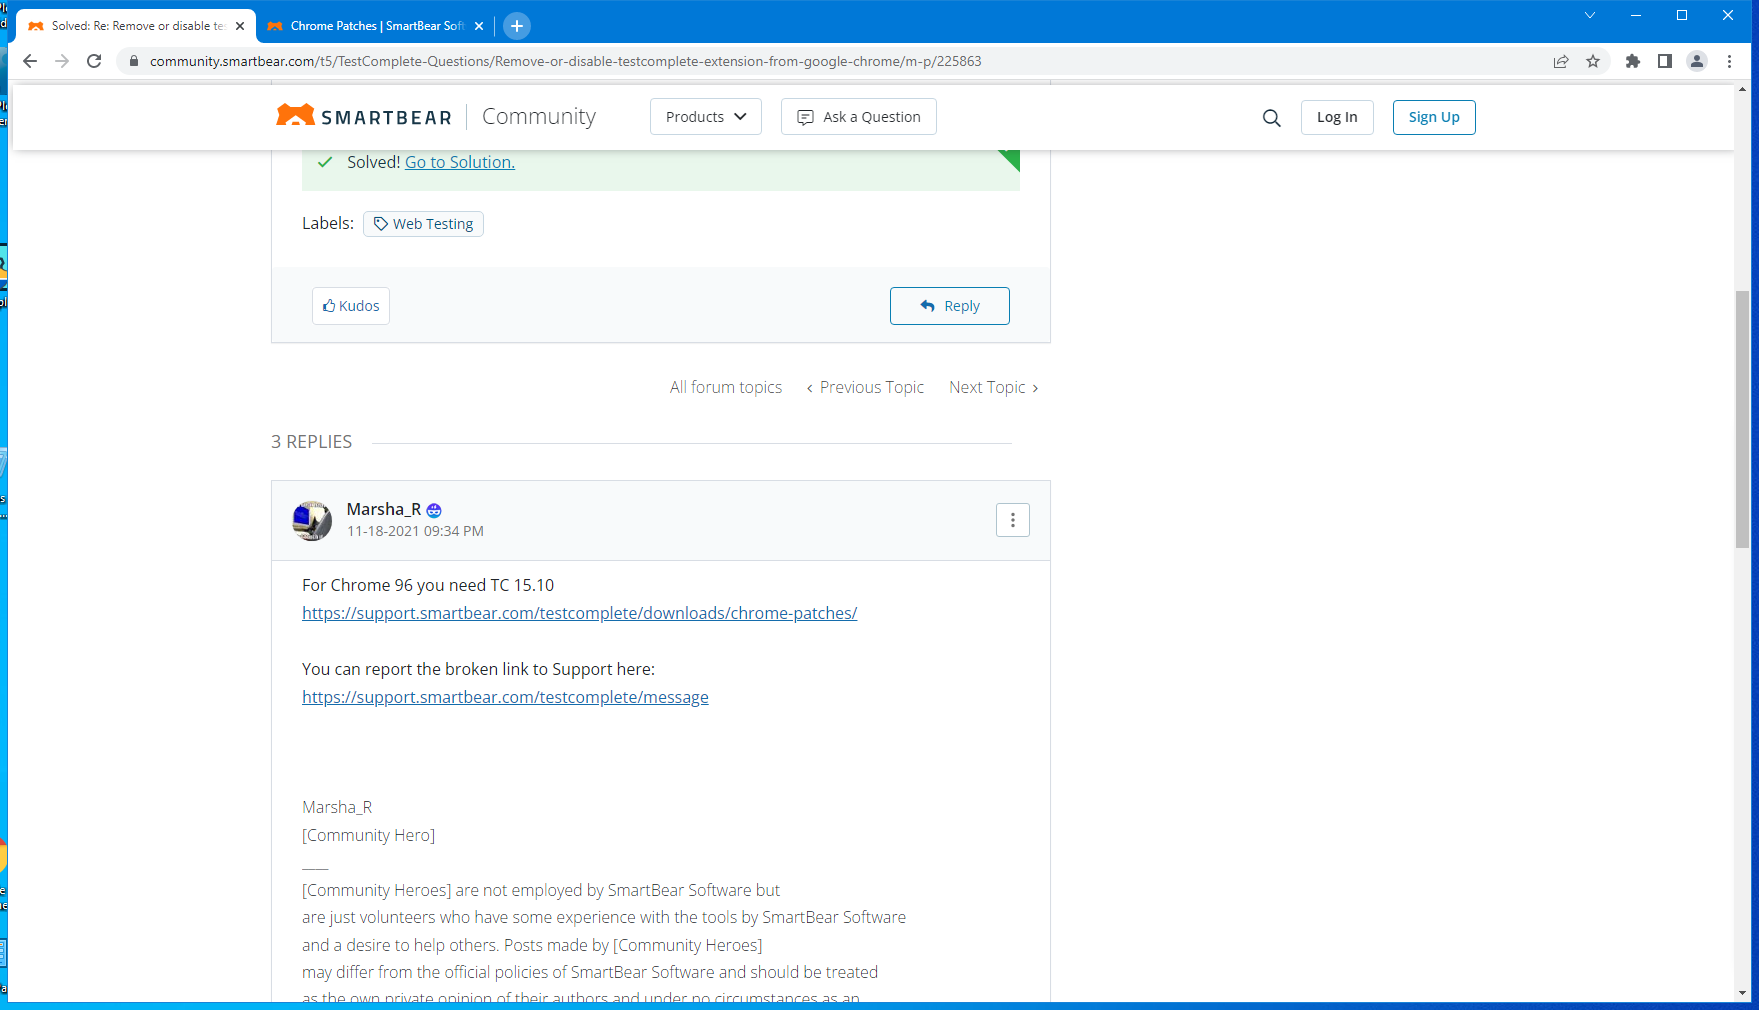 Solved: Re: Remove or disable te
Chrome Patches | SmartBear Soft
community.smartbear.com/t5/TestComplete-Questions/Remove-or-disable-testcomplete-extension-from-google-chrome/m-p/225863
SMARTBEAR Community
Products
Ask a Question
Log In
Sign Up
Solved! Go to Solution.
Labels: Web Testing
Kudos
Reply
All forum topics
‹ Previous Topic
Next Topic ›
3 REPLIES
Marsha_R
11-18-2021 09:34 PM
For Chrome 96 you need TC 15.10
https://support.smartbear.com/testcomplete/downloads/chrome-patches/
You can report the broken link to Support here:
https://support.smartbear.com/testcomplete/message
Marsha_R
[Community Hero]
____
[Community Heroes] are not employed by SmartBear Software but
are just volunteers who have some experience with the tools by SmartBear Software
and a desire to help others. Posts made by [Community Heroes]
may differ from the official policies of SmartBear Software and should be treated
as the own private opinion of their authors and under no circumstances as an